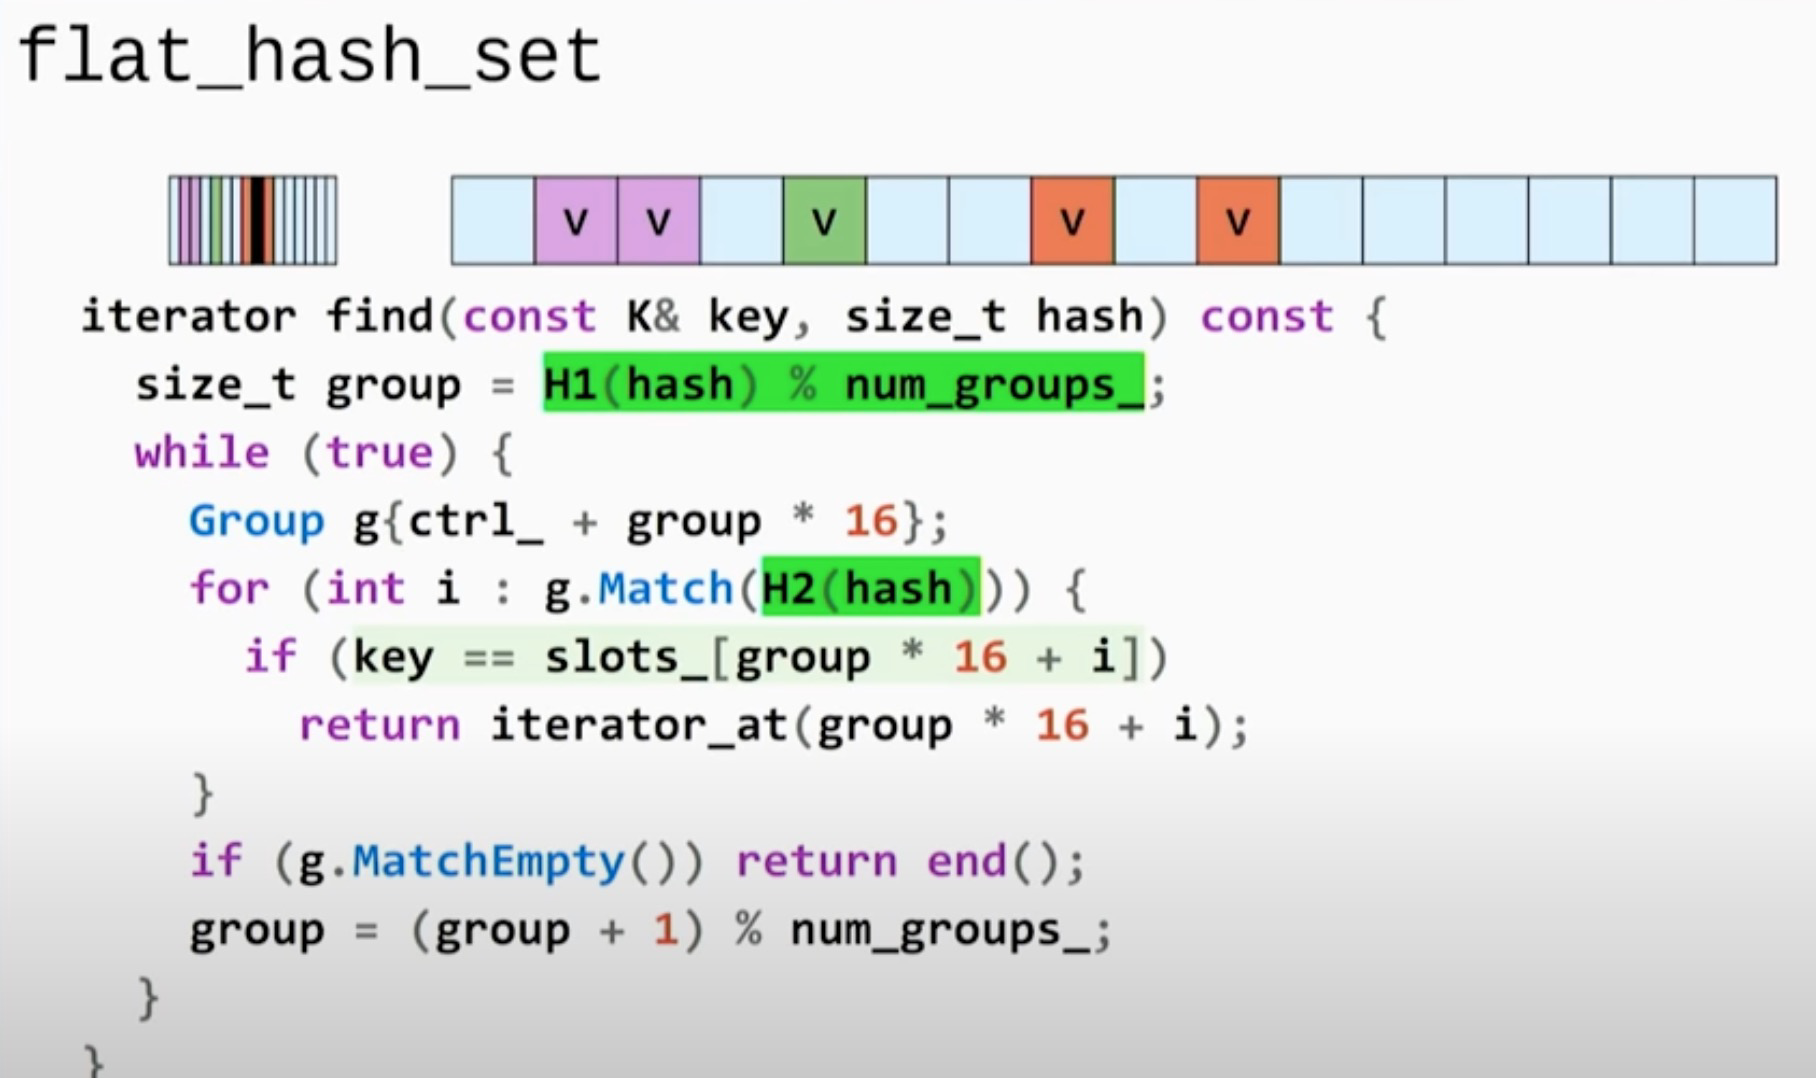 flat_hash_set
v v v v v
iterator find(const K& key, size_t hash) const {
size_t group = H1(hash) % num_groups_;
while (true) {
Group g{ctrl_ + group * 16};
for (int i : g.Match(H2(hash))) {
if (key == slots_[group * 16 + i])
return iterator_at(group * 16 + i);
}
if (g.MatchEmpty()) return end();
group = (group + 1) % num_groups_;
}
}